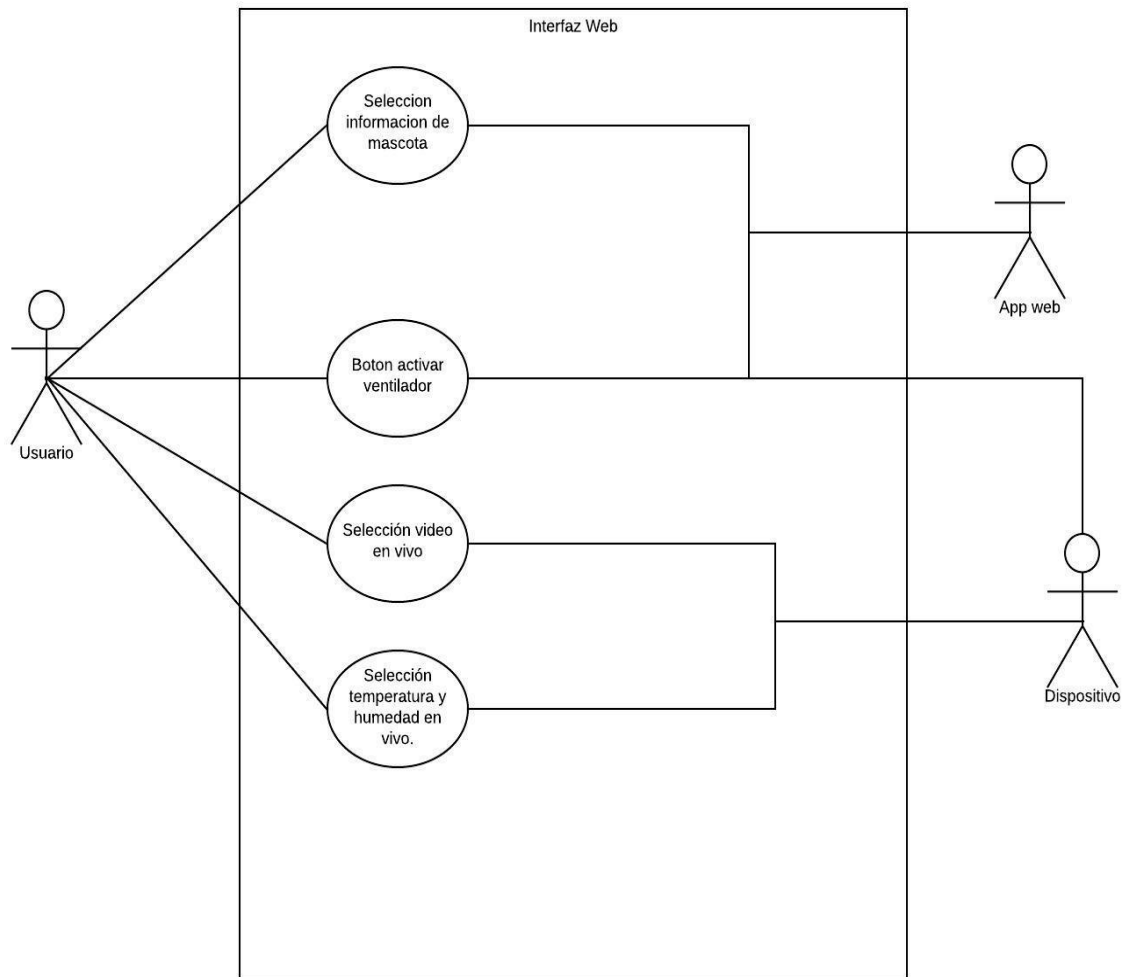 Interfaz Web
Seleccion
informacion de
mascota
App web
Boton activar
ventilador
Usuario
Selección video
en vivo
Selección
temperatura y
humedad en
vivo.
Dispositivo